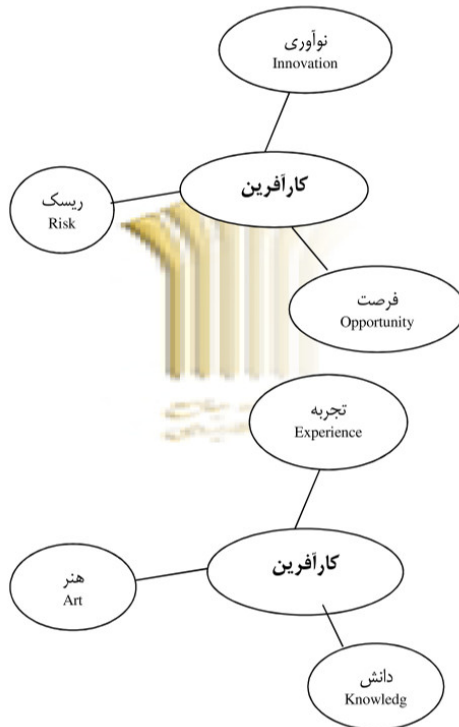 نوآوری
Innovation
کارآفرین
ریسک
Risk
فرصت
Opportunity
تجربه
Experience
کارآفرین
هنر
Art
دانش
Knowledg